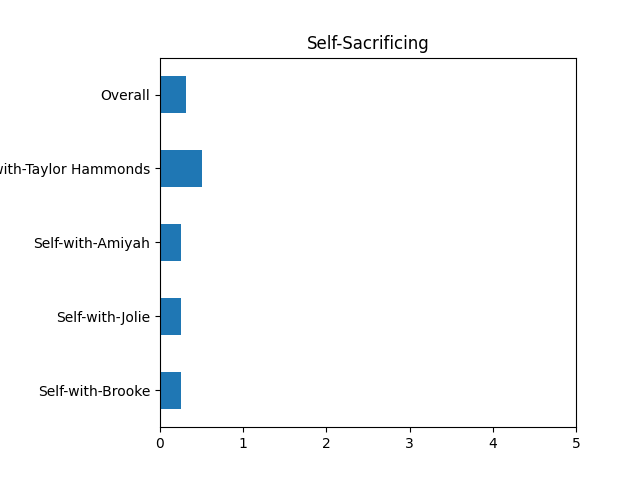 Self-Sacrificing
Overall
with-Taylor Hammonds
Self-with-Amiyah
Self-with-Jolie
Self-with-Brooke
0 1 2 3 4 5